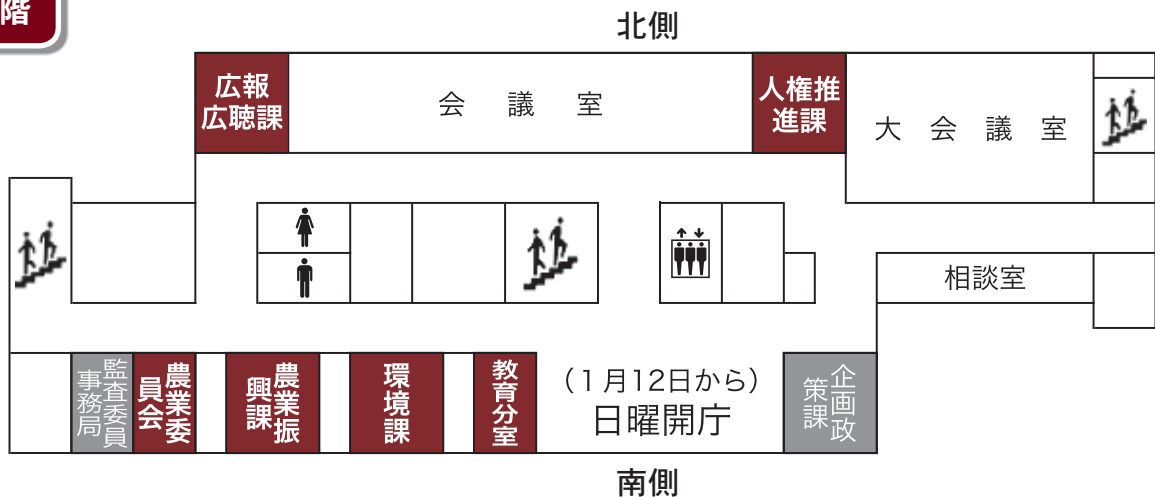 階
北側
広報
広聴課
会議室
人権推
進課
大会議室
相談室
監査委員
事務局
農業委
員会
農業振
興課
環境課
教育分室
（1月12日から）
日曜開庁
企画政
策課
南側